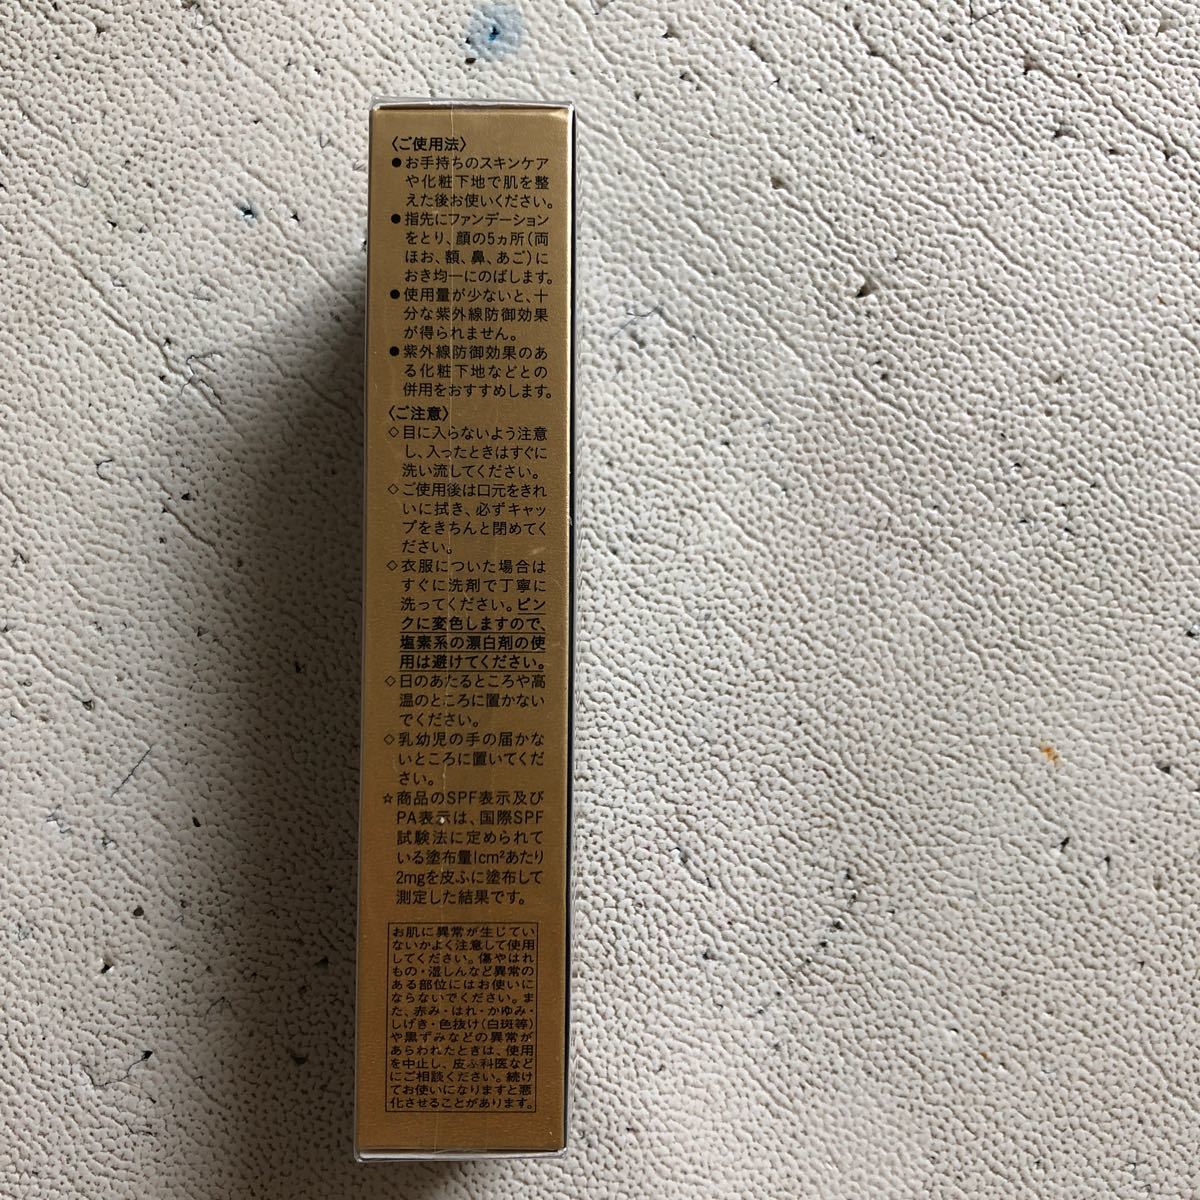 〈ご使用法〉
●お手持ちのスキンケア
や化粧下地で肌を整
えた後お使いください。
●指先にファンデーション
をとり、顔の5ヵ所(両
ほお、額、鼻、あご)に
おき均一にのばします。
●使用量が少ないと、十
分な紫外線防御効果
が得られません。
●紫外線防御効果のあ
る化粧下地などとの
併用をおすすめします。
〈ご注意〉
◇目に入らないよう注意
し、入ったときはすぐに
洗い流してください。
◇ご使用後は口元をきれ
いに拭き、必ずキャッ
プをきちんと閉めてく
ださい。
◇衣服についた場合は
すぐに洗剤で丁寧に
洗ってください。ピン
クに変色しますので、
塩素系の漂白剤の使
用は避けてください。
◇日のあたるところや高
温のところに置かない
でください。
◇乳幼児の手の届かな
いところに置いてくだ
さい。
☆商品のSPF表示及び
PA表示は、国際SPF
試験法に定められて
いる塗布量1cm²あたり
2mgを皮ふに塗布して
測定した結果です。
お肌に異常が生じてい
ないかよく注意して使用
してください。傷やはれ
もの・湿しんなど異常の
ある部位にはお使いに
ならないでください。ま
た、赤み・はれ・かゆみ・
しげき・色抜け(白斑等)
や黒ずみなどの異常が
あらわれたときは、使用
を中止し、皮ふ科医など
にご相談ください。続け
てお使いになりますと悪
化させることがあります。